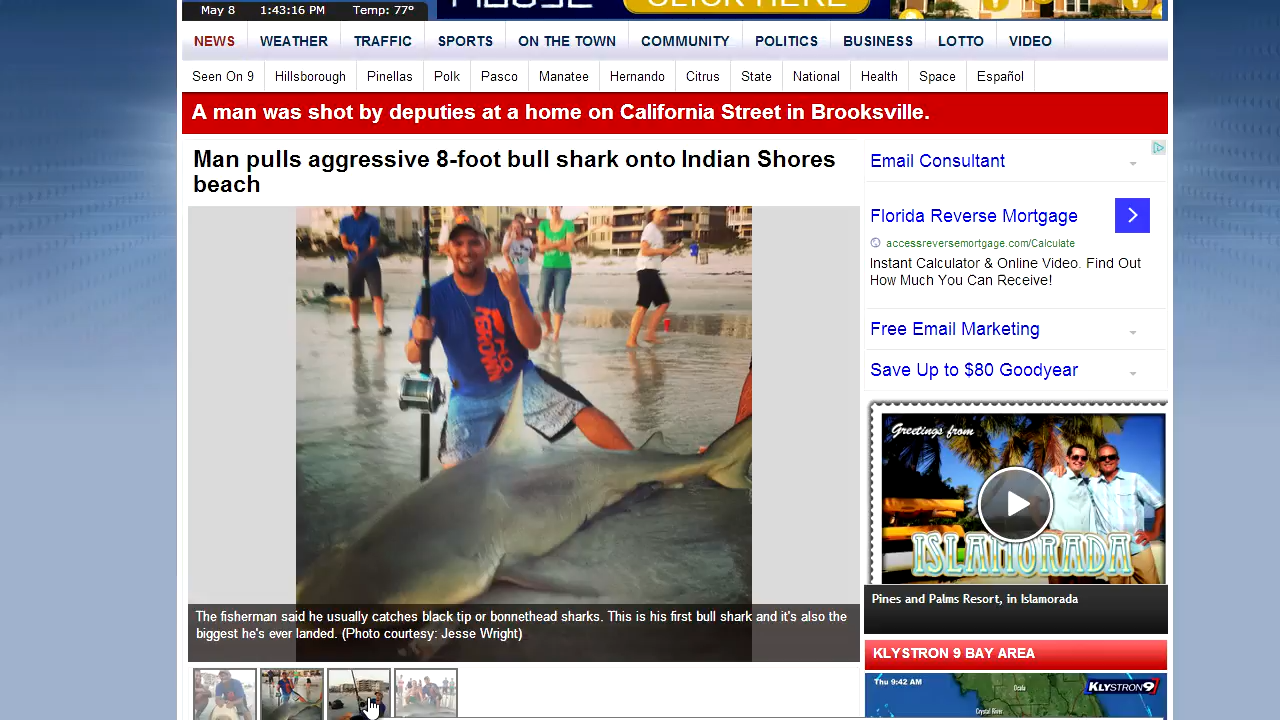 May 8 1:43:16 PM Temp: 77°
CLICK HERE
NEWS WEATHER TRAFFIC SPORTS ON THE TOWN COMMUNITY POLITICS BUSINESS LOTTO VIDEO
Seen On 9 Hillsborough Pinellas Polk Pasco Manatee Hernando Citrus State National Health Space Español
A man was shot by deputies at a home on California Street in Brooksville.
Man pulls aggressive 8-foot bull shark onto Indian Shores
beach
The fisherman said he usually catches black tip or bonnethead sharks. This is his first bull shark and it's also the
biggest he's ever landed. (Photo courtesy: Jesse Wright)
Email Consultant
Florida Reverse Mortgage
accessreversemortgage.com/Calculate
Instant Calculator & Online Video. Find Out
How Much You Can Receive!
Free Email Marketing
Save Up to $80 Goodyear
Greetings from
ISLAMORADA
Pines and Palms Resort, in Islamorada
KLYSTRON 9 BAY AREA
Thu 9:42 AM
KLYSTRON 9
Ocala
Crystal River